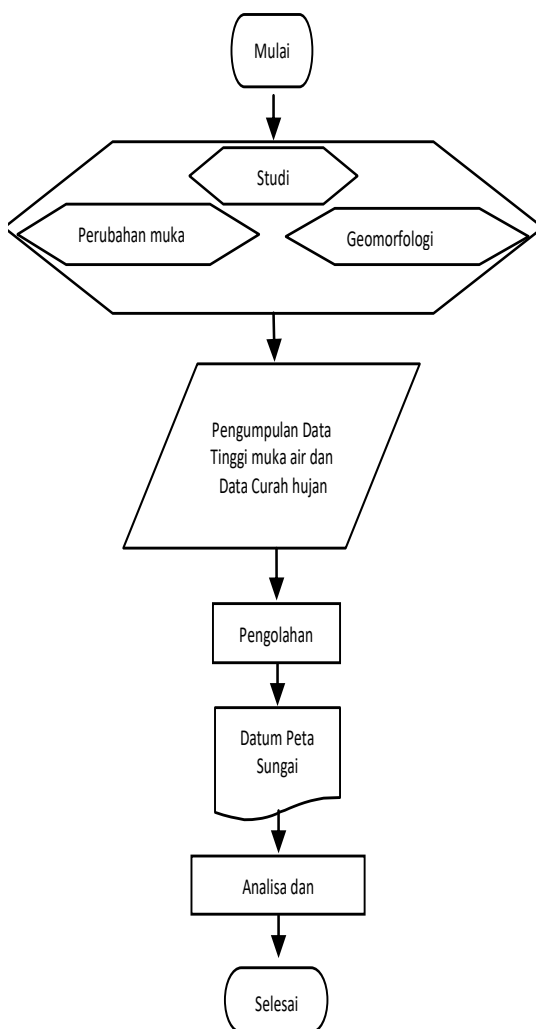 Mulai
Studi
Perubahan muka
Geomorfologi
Pengumpulan Data
Tinggi muka air dan
Data Curah hujan
Pengolahan
Datum Peta
Sungai
Analisa dan
Selesai